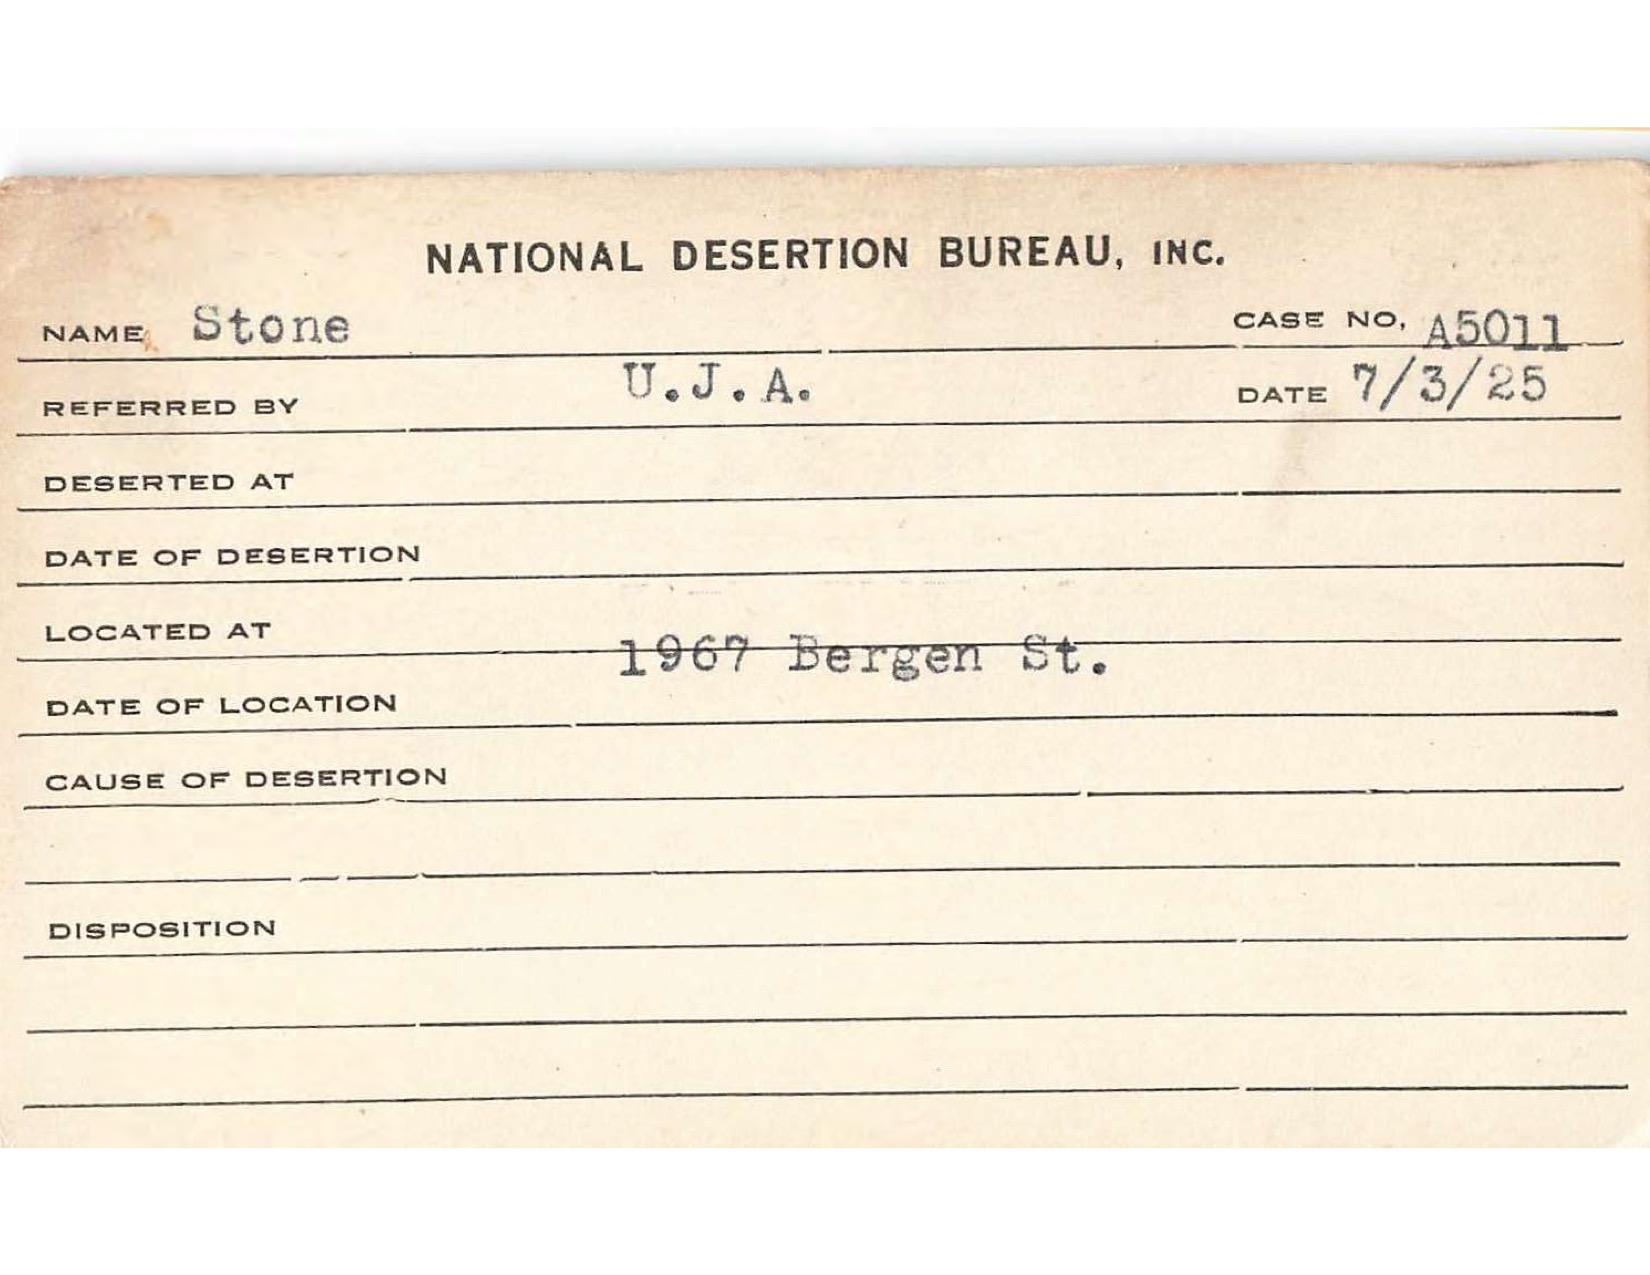 NATIONAL DESERTION BUREAU, INC.
NAME Stone CASE NO. A5011
REFERRED BY U.J.A. DATE 7/3/25
DESERTED AT
DATE OF DESERTION
LOCATED AT
1967 Bergen St.
DATE OF LOCATION
CAUSE OF DESERTION
DISPOSITION